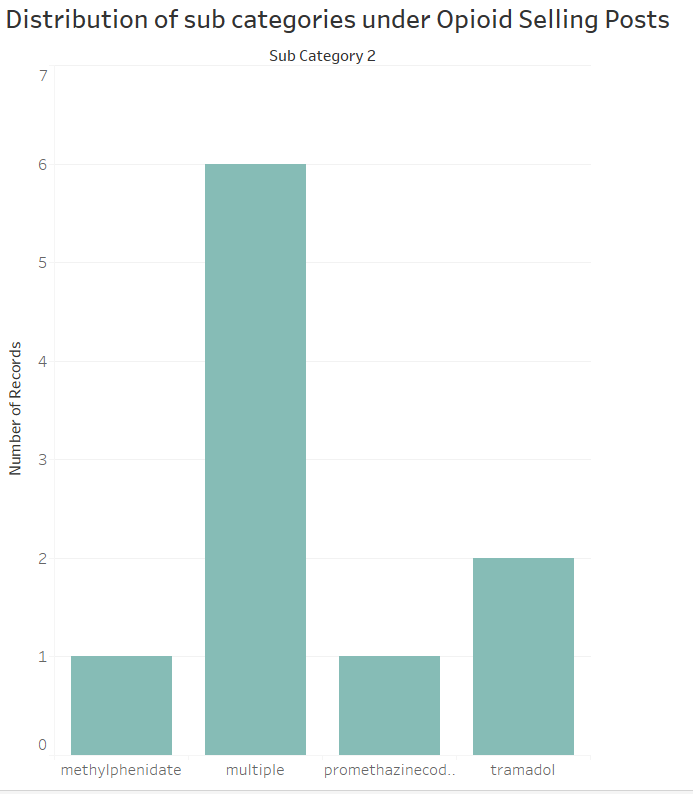 Distribution of sub categories under Opioid Selling Posts
Sub Category 2
7
6
5
4
3
2
1
0
Number of Records
methylphenidate multiple promethazinecod.. tramadol